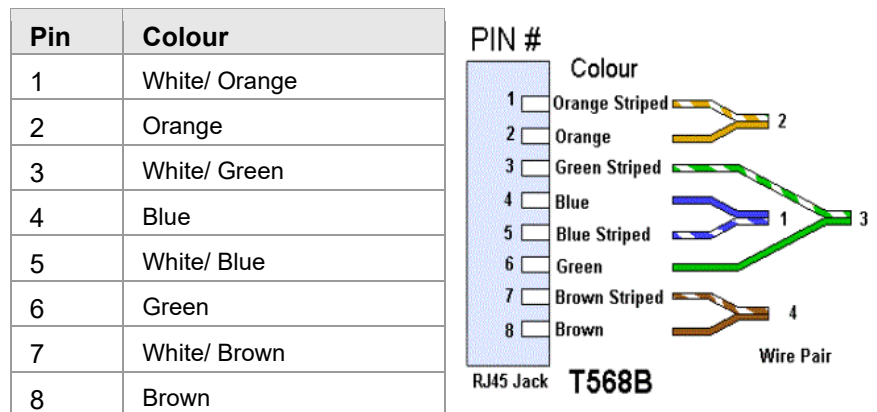 Pin Colour
1 White/ Orange
2 Orange
3 White/ Green
4 Blue
5 White/ Blue
6 Green
7 White/ Brown
8 Brown
PIN #
Colour
1 Orange Striped
2
2 Orange
3 Green Striped
4 Blue
1 3
5 Blue Striped
6 Green
7 Brown Striped
4
8 Brown
Wire Pair
RJ45 Jack T568B